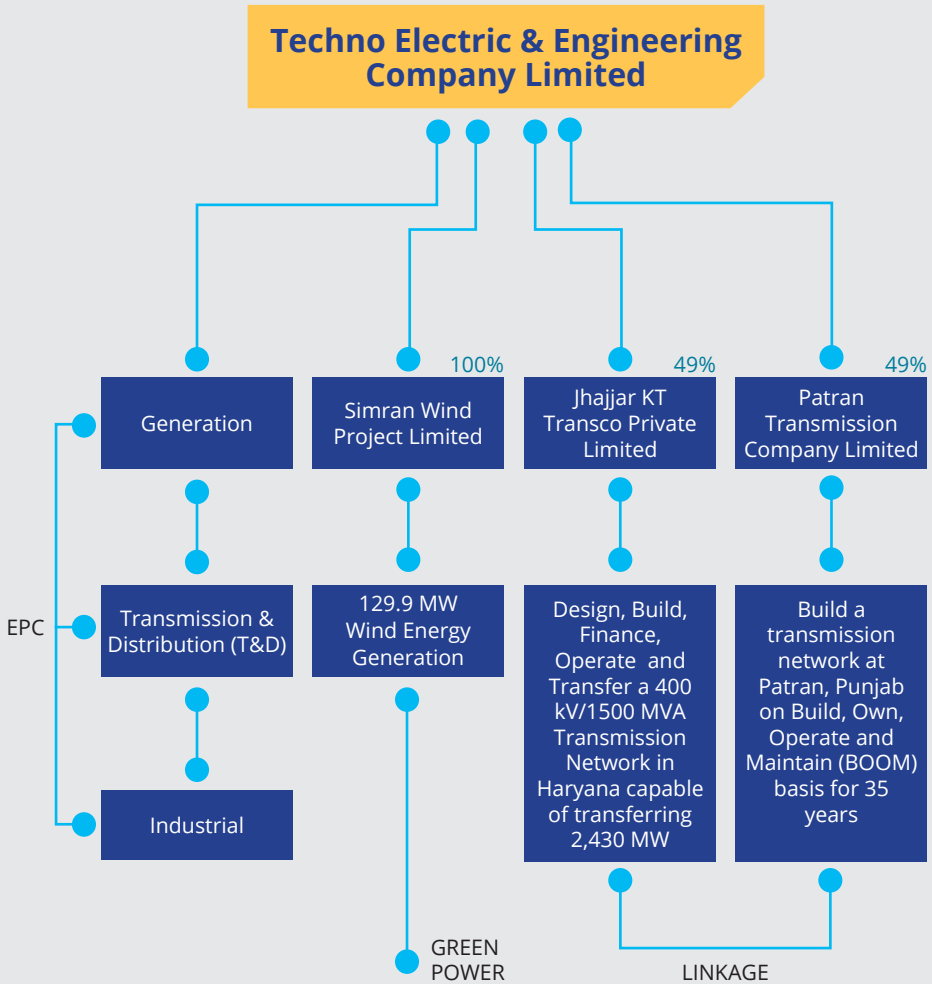 Techno Electric & Engineering
Company Limited
Generation
100%
Simran Wind
Project Limited
49%
Jhajjar KT
Transco Private
Limited
49%
Patran
Transmission
Company Limited
EPC
Transmission &
Distribution (T&D)
129.9 MW
Wind Energy
Generation
Design, Build,
Finance,
Operate and
Transfer a 400
kV/1500 MVA
Transmission
Network in
Haryana capable
of transferring
2,430 MW
Build a
transmission
network at
Patran, Punjab
on Build, Own,
Operate and
Maintain (BOOM)
basis for 35
years
Industrial
GREEN
POWER
LINKAGE